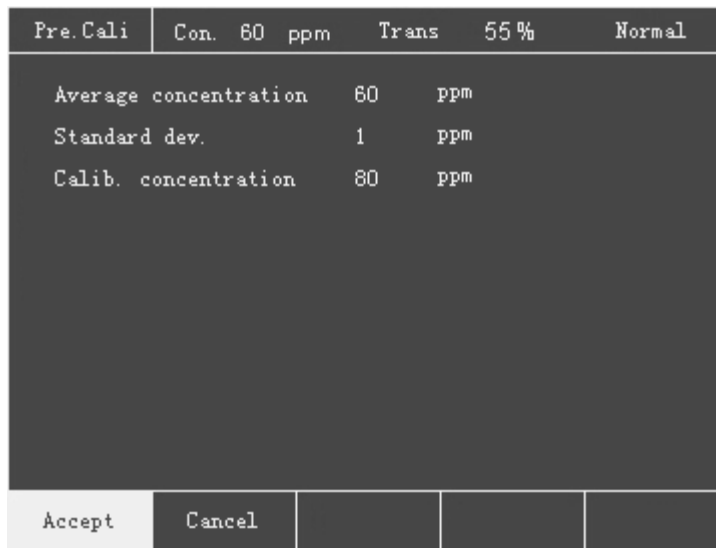 Pre.Cali Con. 60 ppm Trans 55% Normal
Average concentration 60 ppm
Standard dev. 1 ppm
Calib. concentration 80 ppm
Accept Cancel